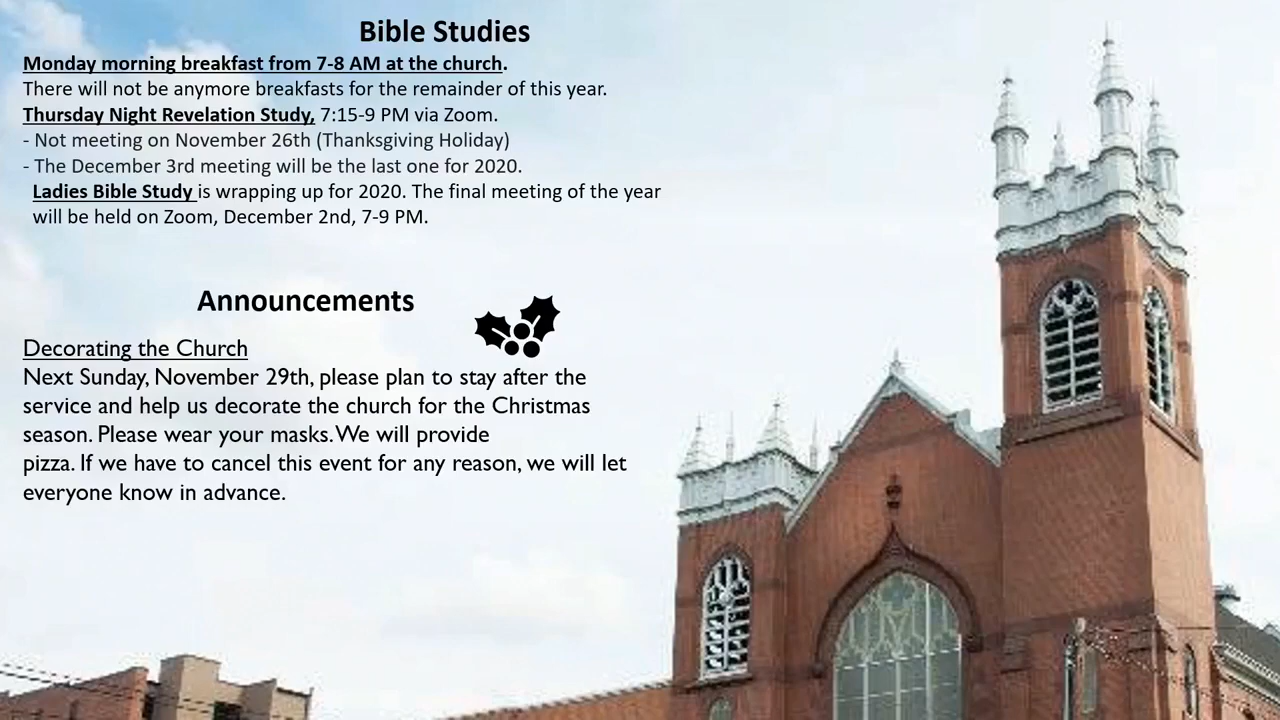 Bible Studies
Monday morning breakfast from 7-8 AM at the church.
There will not be anymore breakfasts for the remainder of this year.
Thursday Night Revelation Study, 7:15-9 PM via Zoom.
- Not meeting on November 26th (Thanksgiving Holiday)
- The December 3rd meeting will be the last one for 2020.
Ladies Bible Study is wrapping up for 2020. The final meeting of the year
will be held on Zoom, December 2nd, 7-9 PM.
Announcements
Decorating the Church
Next Sunday, November 29th, please plan to stay after the
service and help us decorate the church for the Christmas
season. Please wear your masks. We will provide
pizza. If we have to cancel this event for any reason, we will let
everyone know in advance.